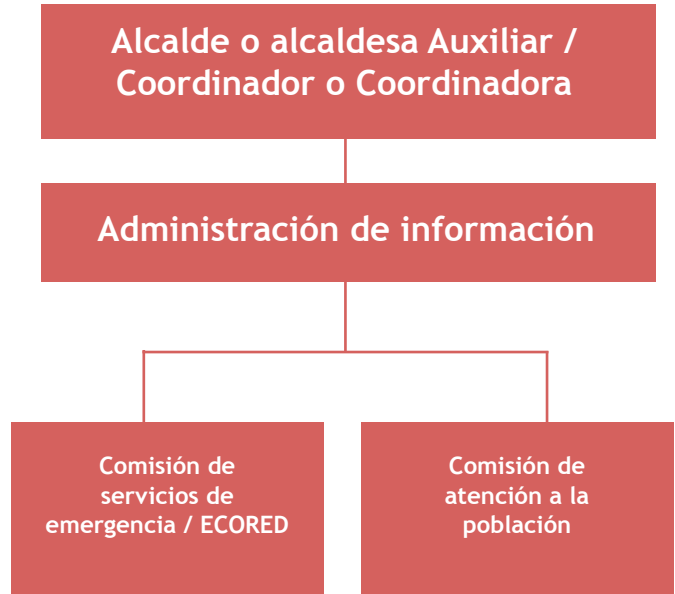 Alcalde o alcaldesa Auxiliar /
Coordinador o Coordinadora
Administración de información
Comisión de
servicios de
emergencia / ECORED
Comisión de
atención a la
población